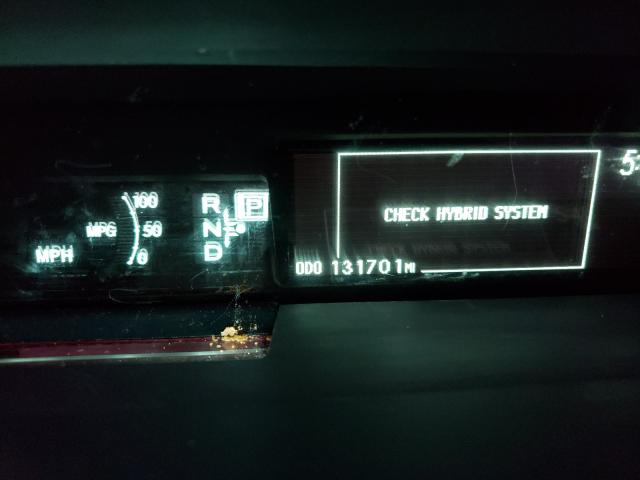 MPH
MPG
100
50
0
R
P
N
D
CHECK HYBRID SYSTEM
ODO 131701MI